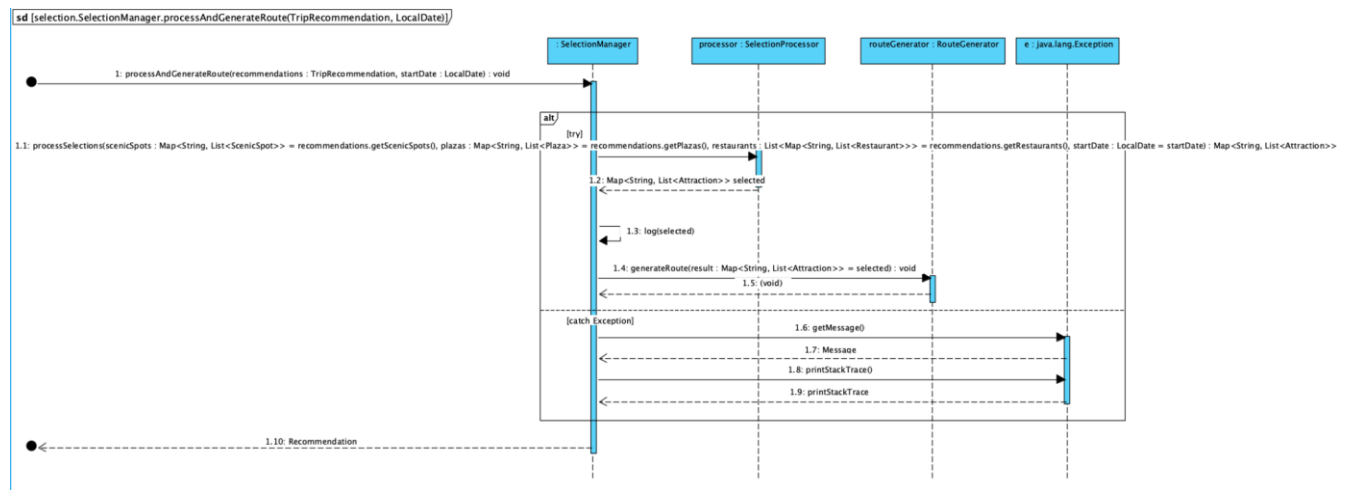 sd [selection.SelectionManager.processAndGenerateRoute(TripRecommendation, LocalDate)]
: SelectionManager
processor : SelectionProcessor
routeGenerator : RouteGenerator
e : java.lang.Exception
1: processAndGenerateRoute(recommendations : TripRecommendation, startDate : LocalDate) : void
alt
[try]
1.1: processSelections(scenicSpots : Map<String, List<ScenicSpot>> = recommendations.getScenicSpots(), plazas : Map<String, List<Plaza>> = recommendations.getPlazas(), restaurants : List<Map<String, List<Restaurant>>> = recommendations.getRestaurants(), startDate : LocalDate = startDate) : Map<String, List<Attraction>>
1.2: Map<String, List<Attraction>> selected
1.3: log(selected)
1.4: generateRoute(result : Map<String, List<Attraction>> = selected) : void
1.5: (void)
[catch Exception]
1.6: getMessage()
1.7: Message
1.8: printStackTrace()
1.9: printStackTrace
1.10: Recommendation